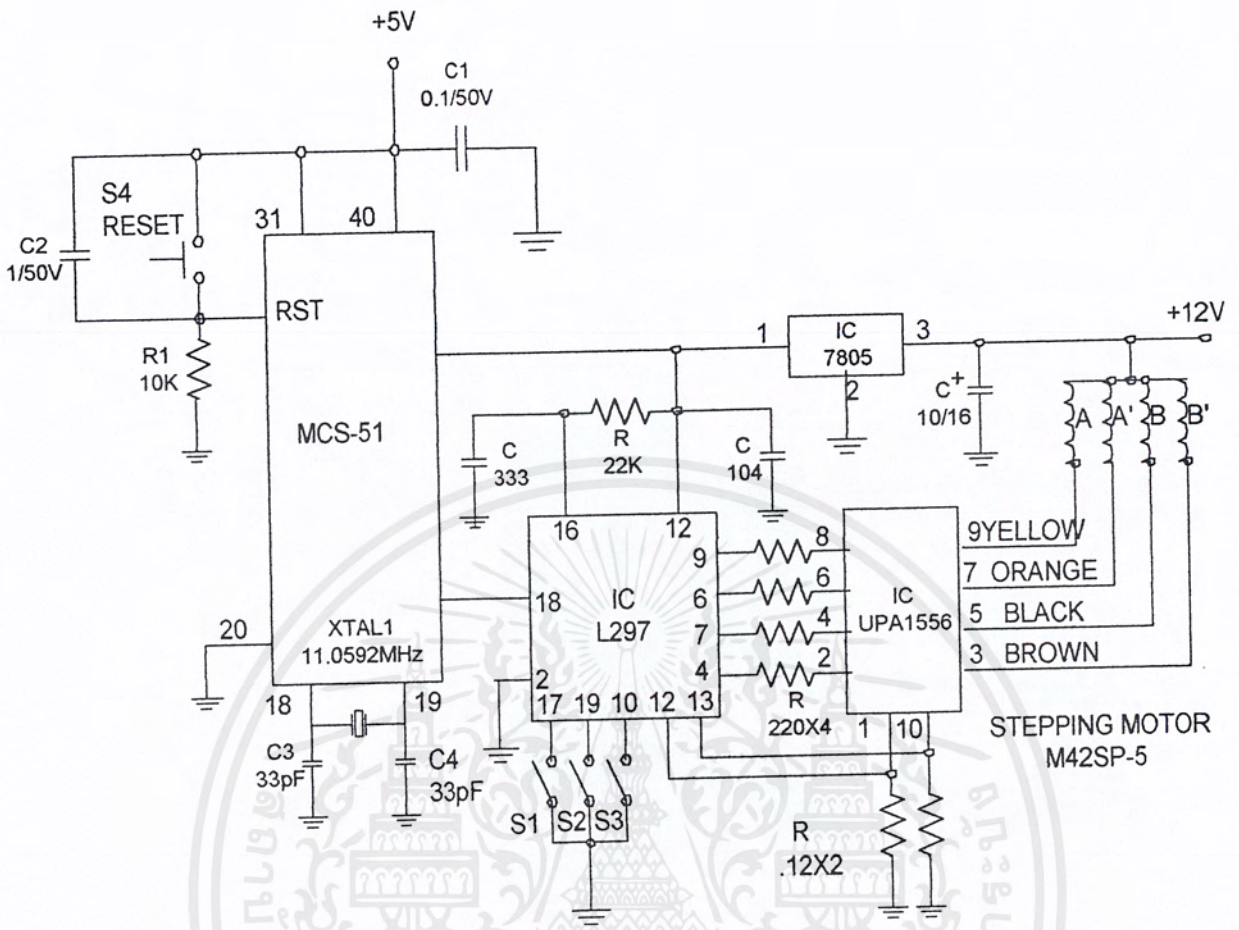 +5V
C1
0.1/50V
S4
RESET
31
40
C2
1/50V
RST
R1
10K
MCS-51
1
IC
7805
3
2
+12V
C+
10/16
A
A'
B
B'
C
333
R
22K
C
104
16
12
18
IC
L297
9
6
7
4
8
6
4
2
IC
UPA1556
9YELLOW
7 ORANGE
5 BLACK
3 BROWN
20
XTAL1
11.0592MHz
18
19
2
17
19
10
12
13
R
220X4
1
10
STEPPING MOTOR
M42SP-5
C3
33pF
C4
33pF
S1
S2
S3
R
.12X2